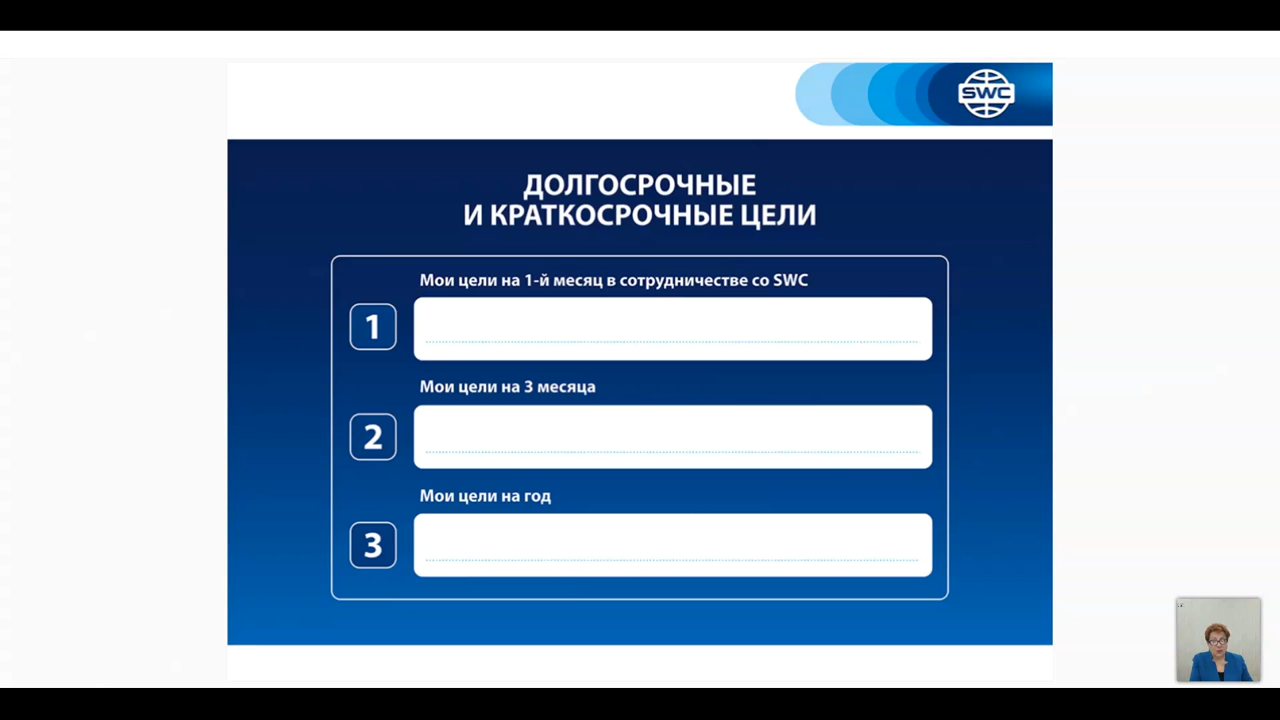 SWC
ДОЛГОСРОЧНЫЕ
И КРАТКОСРОЧНЫЕ ЦЕЛИ
Мои цели на 1-й месяц в сотрудничестве со SWC
1
Мои цели на 3 месяца
2
Мои цели на год
3